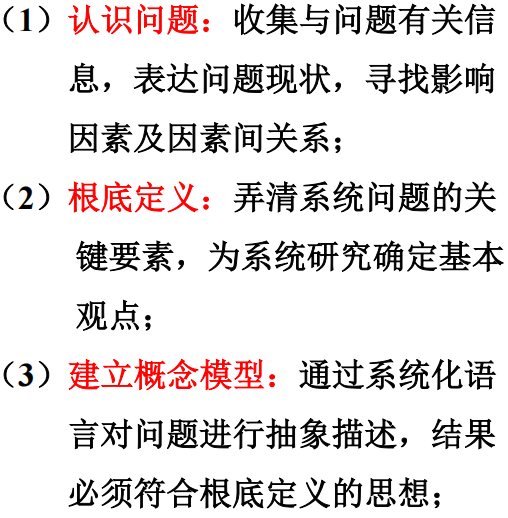 （1）认识问题：收集与问题有关信
息，表达问题现状，寻找影响
因素及因素间关系；
（2）根底定义：弄清系统问题的关
键要素，为系统研究确定基本
观点；
（3）建立概念模型：通过系统化语
言对问题进行抽象描述，结果
必须符合根底定义的思想；